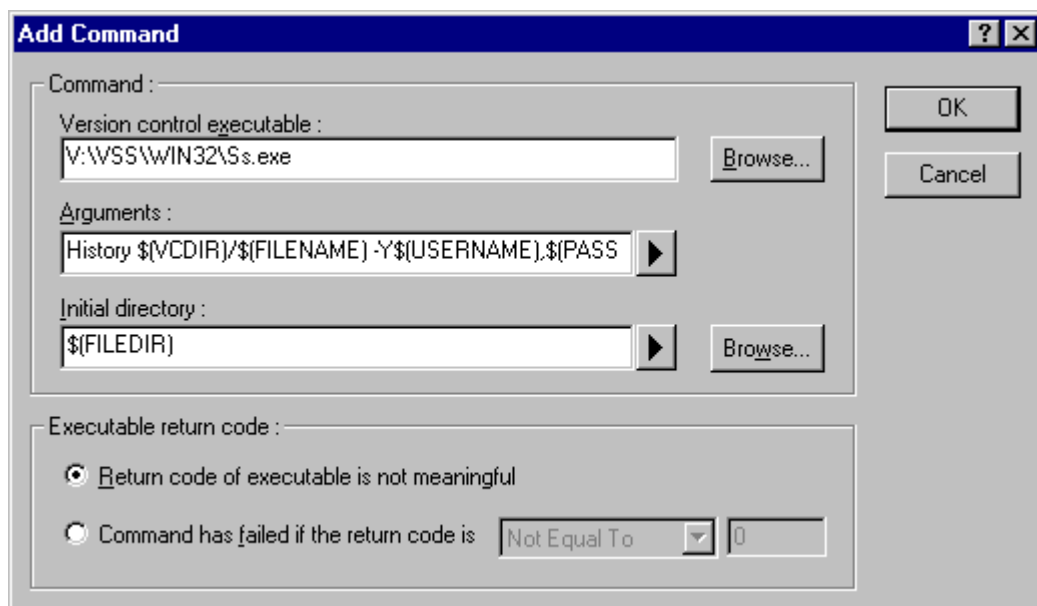 Add Command
Command :
Version control executable :
V:\VSS\WIN32\Ss.exe
Browse...
OK
Cancel
Arguments :
History $(VCDIR)/$(FILENAME) -Y$(USERNAME),$(PASS
Initial directory :
$(FILEDIR)
Browse...
Executable return code :
Return code of executable is not meaningful
Command has failed if the return code is Not Equal To 0